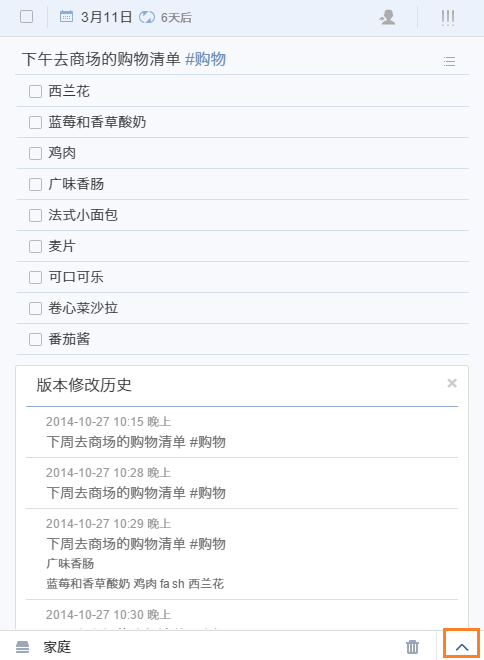 3月11日 6天后
下午去商场的购物清单 #购物
西兰花
蓝莓和香草酸奶
鸡肉
广味香肠
法式小面包
麦片
可口可乐
卷心菜沙拉
番茄酱
版本修改历史
2014-10-27 10:15 晚上
下周去商场的购物清单 #购物
2014-10-27 10:28 晚上
下周去商场的购物清单 #购物
2014-10-27 10:29 晚上
下周去商场的购物清单 #购物
广味香肠
蓝莓和香草酸奶 鸡肉 fa sh 西兰花
2014-10-27 10:30 晚上
家庭